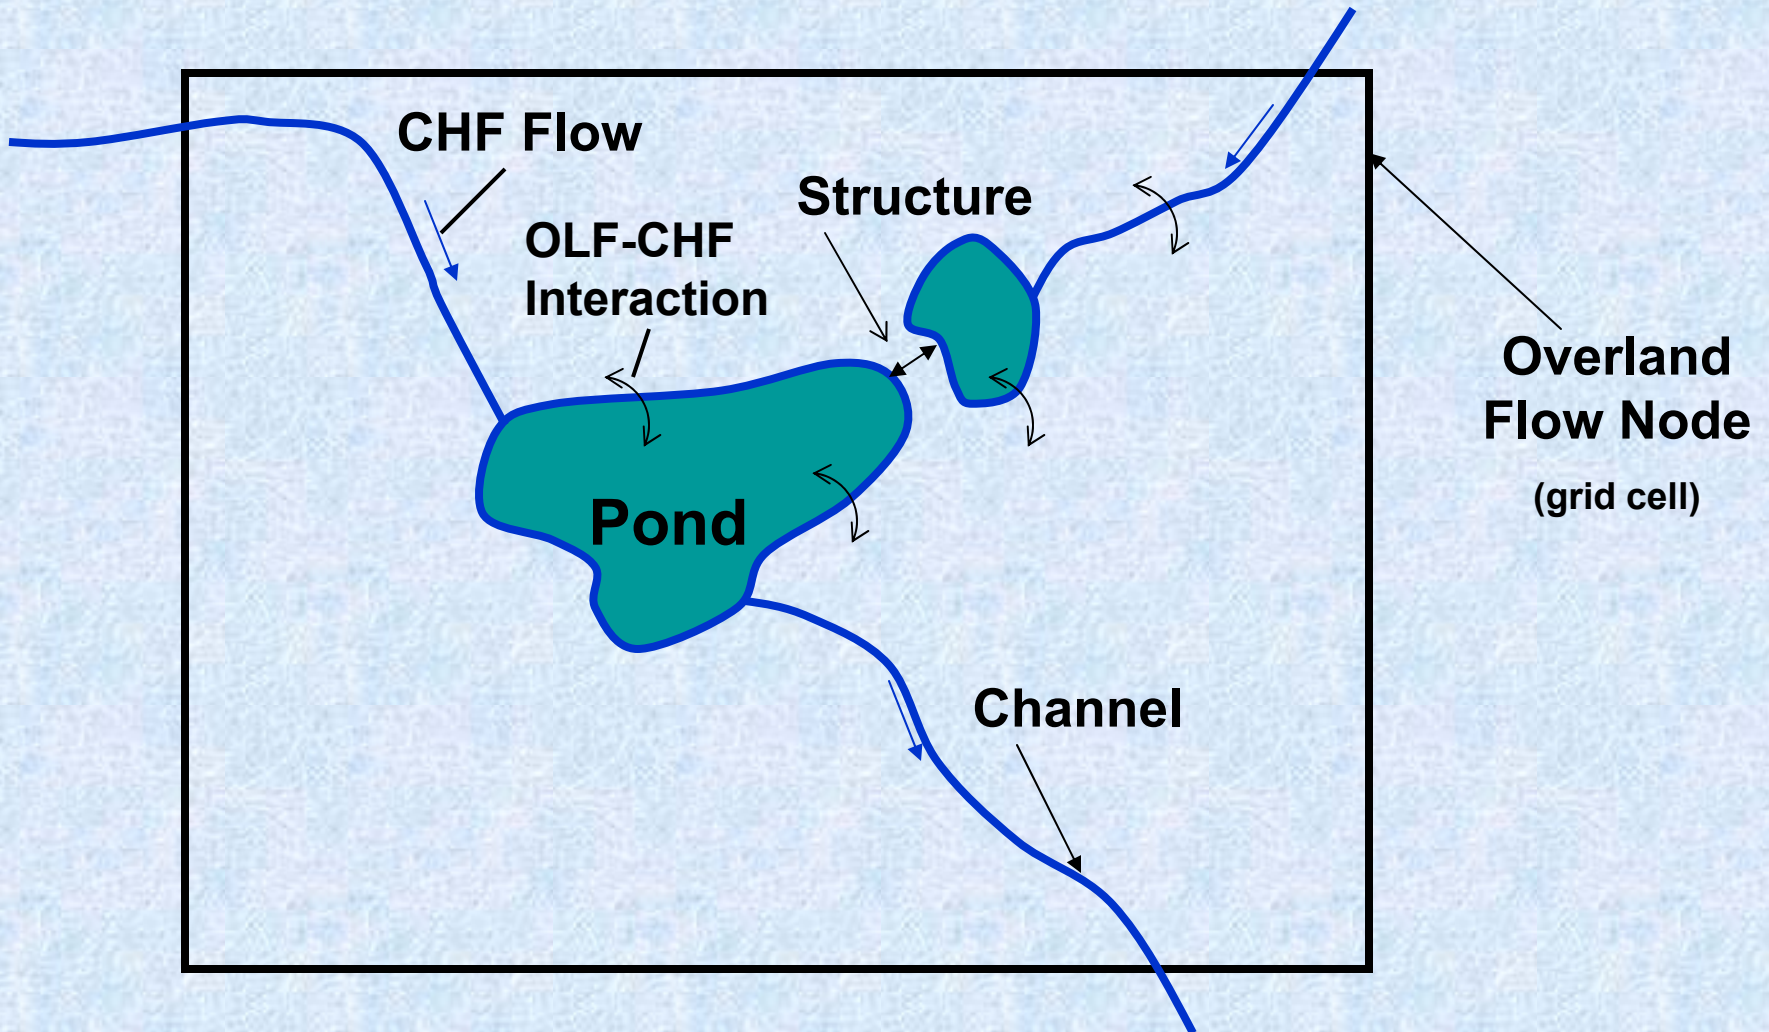 CHF Flow
Structure
OLF-CHF
Interaction
Overland
Flow Node
(grid cell)
Pond
Channel